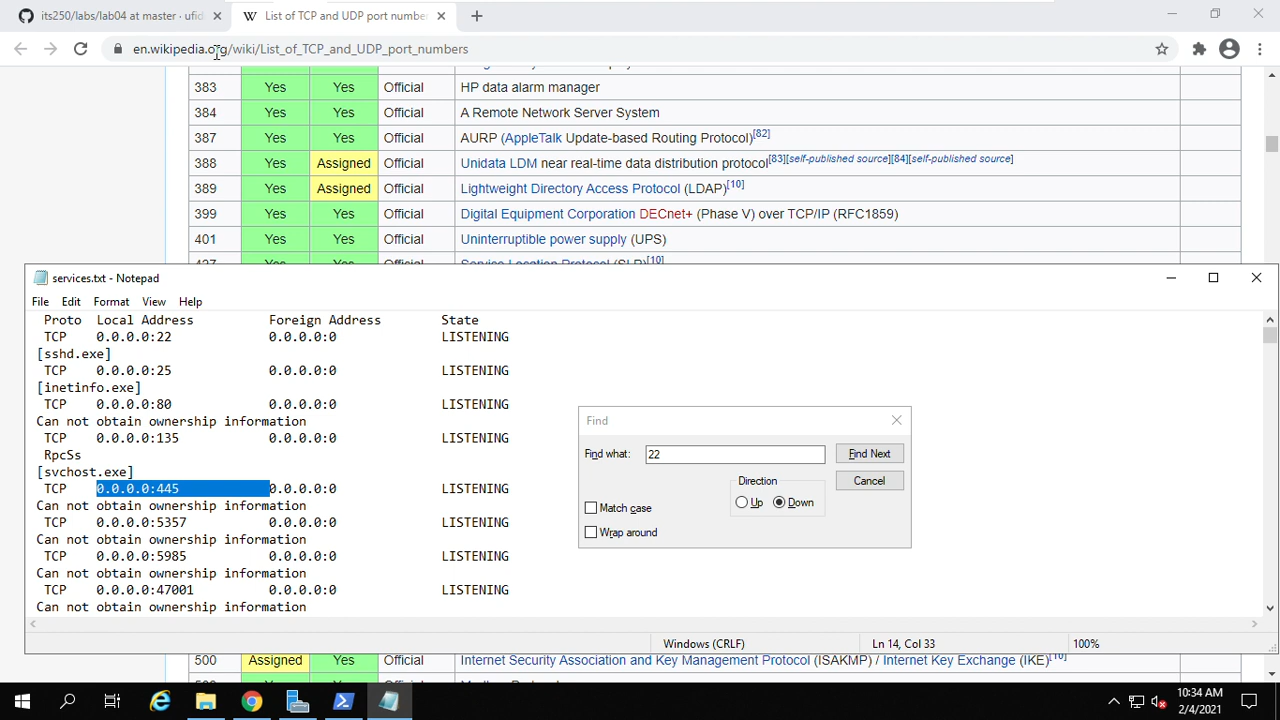 its250/labs/lab04 at master · ufid
List of TCP and UDP port number
en.wikipedia.org/wiki/List_of_TCP_and_UDP_port_numbers
383 Yes Yes Official HP data alarm manager
384 Yes Yes Official A Remote Network Server System
387 Yes Yes Official AURP (AppleTalk Update-based Routing Protocol)[82]
388 Yes Assigned Official Unidata LDM near real-time data distribution protocol[83][self-published source][84][self-published source]
389 Yes Assigned Official Lightweight Directory Access Protocol (LDAP)[10]
399 Yes Yes Official Digital Equipment Corporation DECnet+ (Phase V) over TCP/IP (RFC1859)
401 Yes Yes Official Uninterruptible power supply (UPS)
427 Yes Yes Official Service Location Protocol (SLP)[10]
services.txt - Notepad
File Edit Format View Help
Proto Local Address Foreign Address State
TCP 0.0.0.0:22 0.0.0.0:0 LISTENING
[sshd.exe]
TCP 0.0.0.0:25 0.0.0.0:0 LISTENING
[inetinfo.exe]
TCP 0.0.0.0:80 0.0.0.0:0 LISTENING
Can not obtain ownership information
TCP 0.0.0.0:135 0.0.0.0:0 LISTENING
RpcSs
[svchost.exe]
TCP 0.0.0.0:445 0.0.0.0:0 LISTENING
Can not obtain ownership information
TCP 0.0.0.0:5357 0.0.0.0:0 LISTENING
Can not obtain ownership information
TCP 0.0.0.0:5985 0.0.0.0:0 LISTENING
Can not obtain ownership information
TCP 0.0.0.0:47001 0.0.0.0:0 LISTENING
Can not obtain ownership information
Find
Find what: 22 Find Next
Direction Cancel
Up Down
Match case
Wrap around
Windows (CRLF) Ln 14, Col 33 100%
500 Assigned Yes Official Internet Security Association and Key Management Protocol (ISAKMP) / Internet Key Exchange (IKE)[10]
10:34 AM
2/4/2021